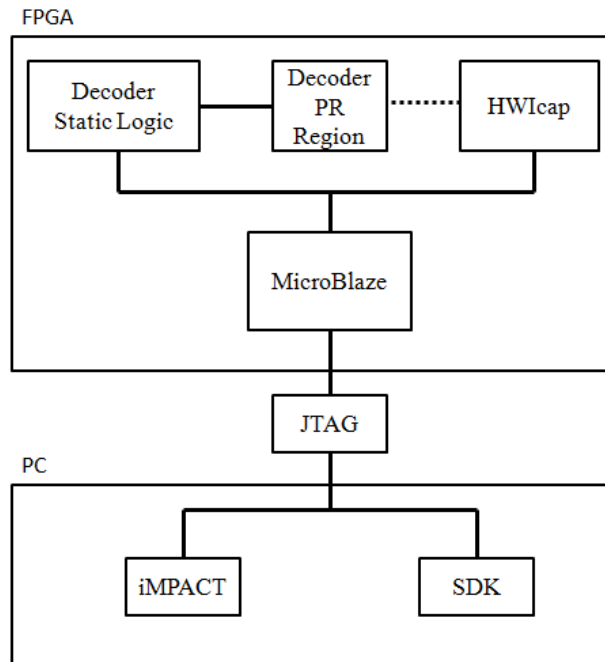 FPGA
Decoder
Static Logic
Decoder
PR
Region
HWIcap
MicroBlaze
JTAG
PC
iMPACT
SDK